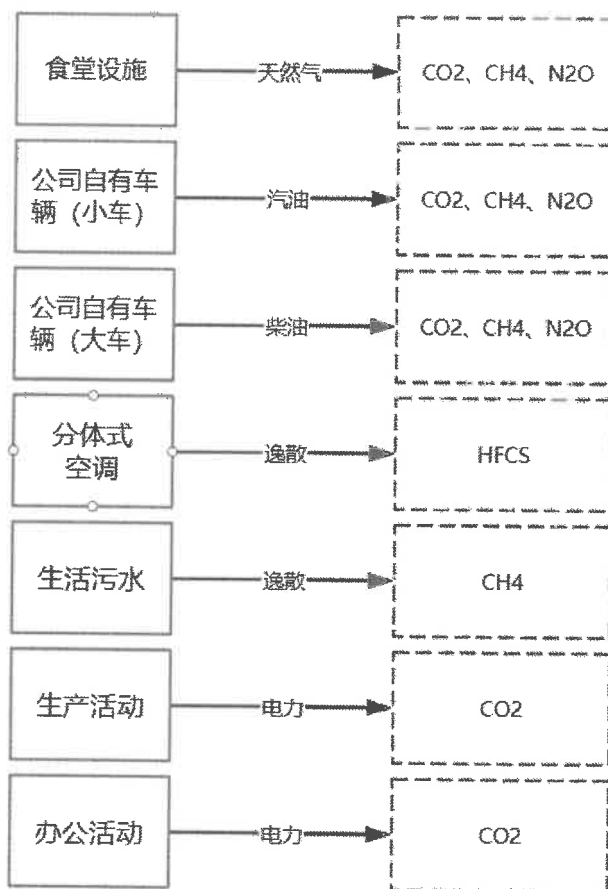 食堂设施 天然气 CO2、CH4、N2O
公司自有车 汽油 CO2、CH4、N2O
辆（小车）
公司自有车 柴油 CO2、CH4、N2O
辆（大车）
分体式 逸散 HFCS
空调
生活污水 逸散 CH4
生产活动 电力 CO2
办公活动 电力 CO2